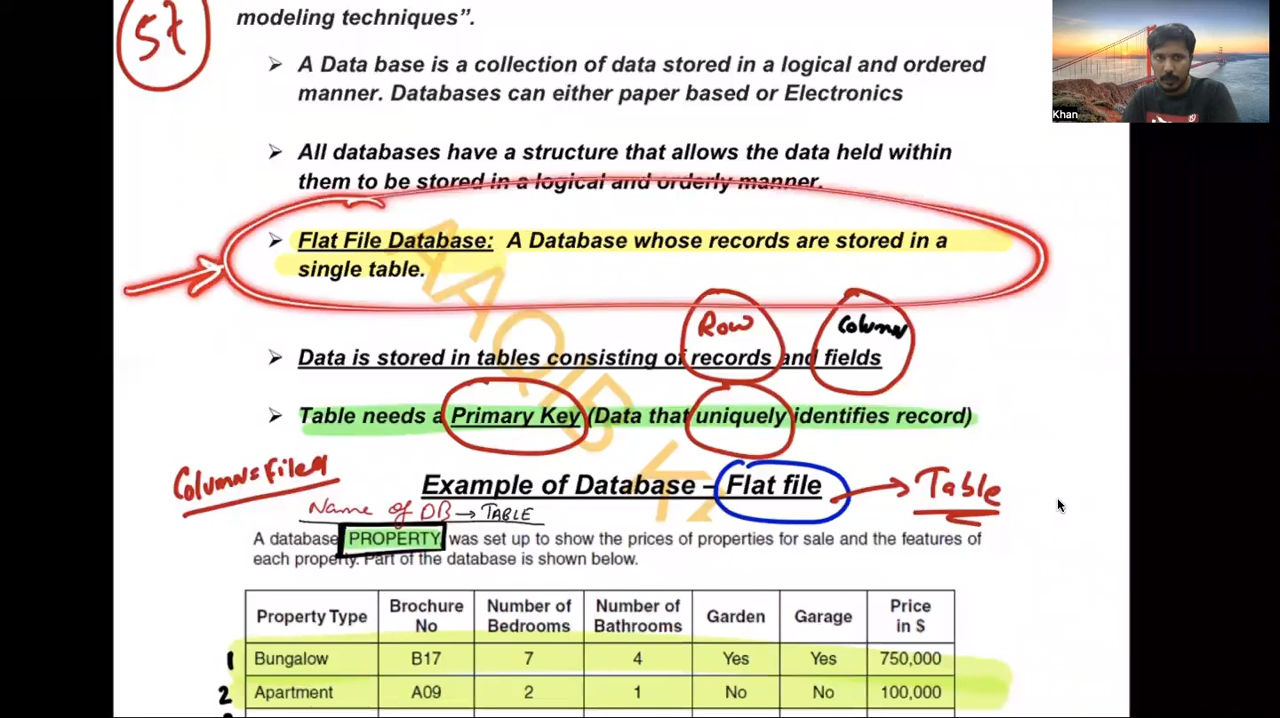 57
modeling techniques”.
➢ A Data base is a collection of data stored in a logical and ordered
manner. Databases can either paper based or Electronics
➢ All databases have a structure that allows the data held within
them to be stored in a logical and orderly manner.
➢ Flat File Database: A Database whose records are stored in a
single table.
Row Column
➢ Data is stored in tables consisting of records and fields
➢ Table needs a Primary Key (Data that uniquely identifies record)
Example of Database – Flat file → Table
Name of DB → TABLE
A database PROPERTY was set up to show the prices of properties for sale and the features of
each property. Part of the database is shown below.
Property Type Brochure No Number of Bedrooms Number of Bathrooms Garden Garage Price in $
1 Bungalow B17 7 4 Yes Yes 750,000
2 Apartment A09 2 1 No No 100,000
AAQIB K
Khan